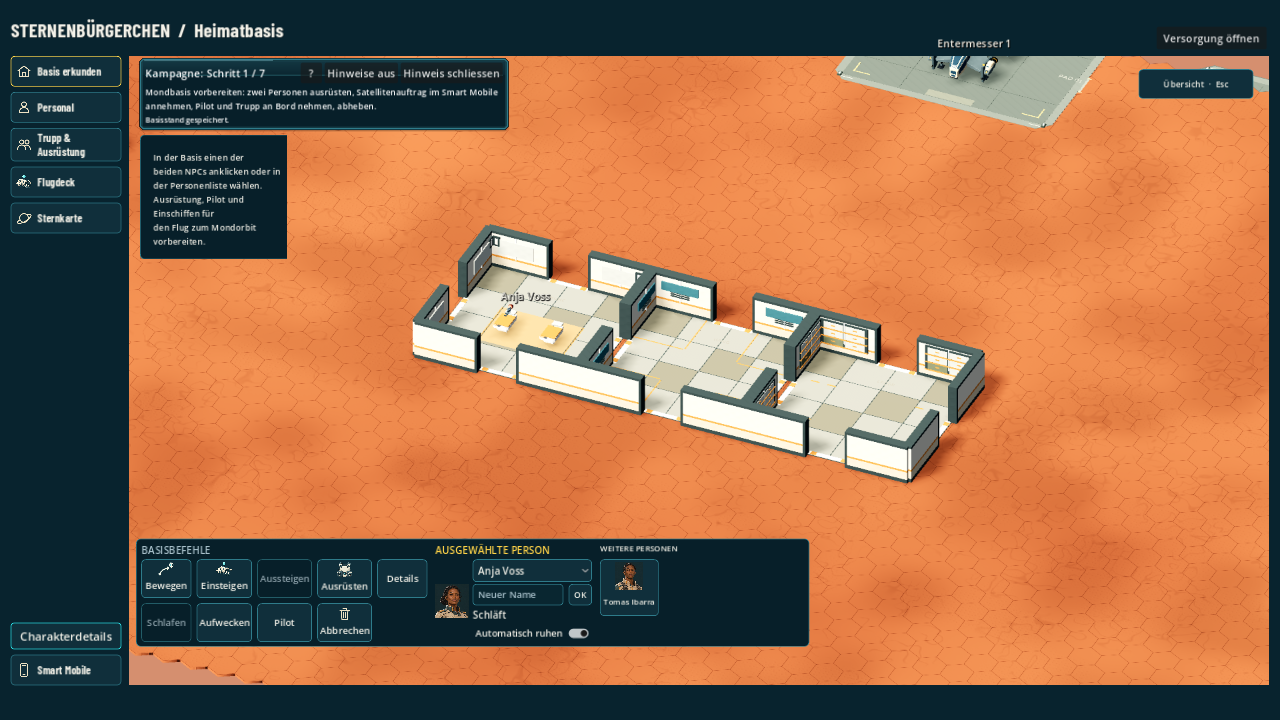 STERNENBÜRGERCHEN / Heimatbasis
Entermesser 1
Versorgung öffnen
Basis erkunden
Personal
Trupp &
Ausrüstung
Flugdeck
Sternkarte
Kampagne: Schritt 1 / 7
?
Hinweise aus
Hinweis schliessen
Mondbasis vorbereiten: zwei Personen ausrüsten, Satellitenauftrag im Smart Mobile
annehmen, Pilot und Trupp an Bord nehmen, abheben.
Basisstand gespeichert.
Übersicht · Esc
In der Basis einen der
beiden NPCs anklicken oder in
der Personenliste wählen.
Ausrüstung, Pilot und
Einschiffen für
den Flug zum Mondorbit
vorbereiten.
Anja Voss
BASISBEFEHLE
Bewegen
Einsteigen
Aussteigen
Ausrüsten
Details
Schlafen
Aufwecken
Pilot
Abbrechen
AUSGEWÄHLTE PERSON
Anja Voss
Neuer Name
OK
Schläft
Automatisch ruhen
WEITERE PERSONEN
Tomas Ibarra
Charakterdetails
Smart Mobile